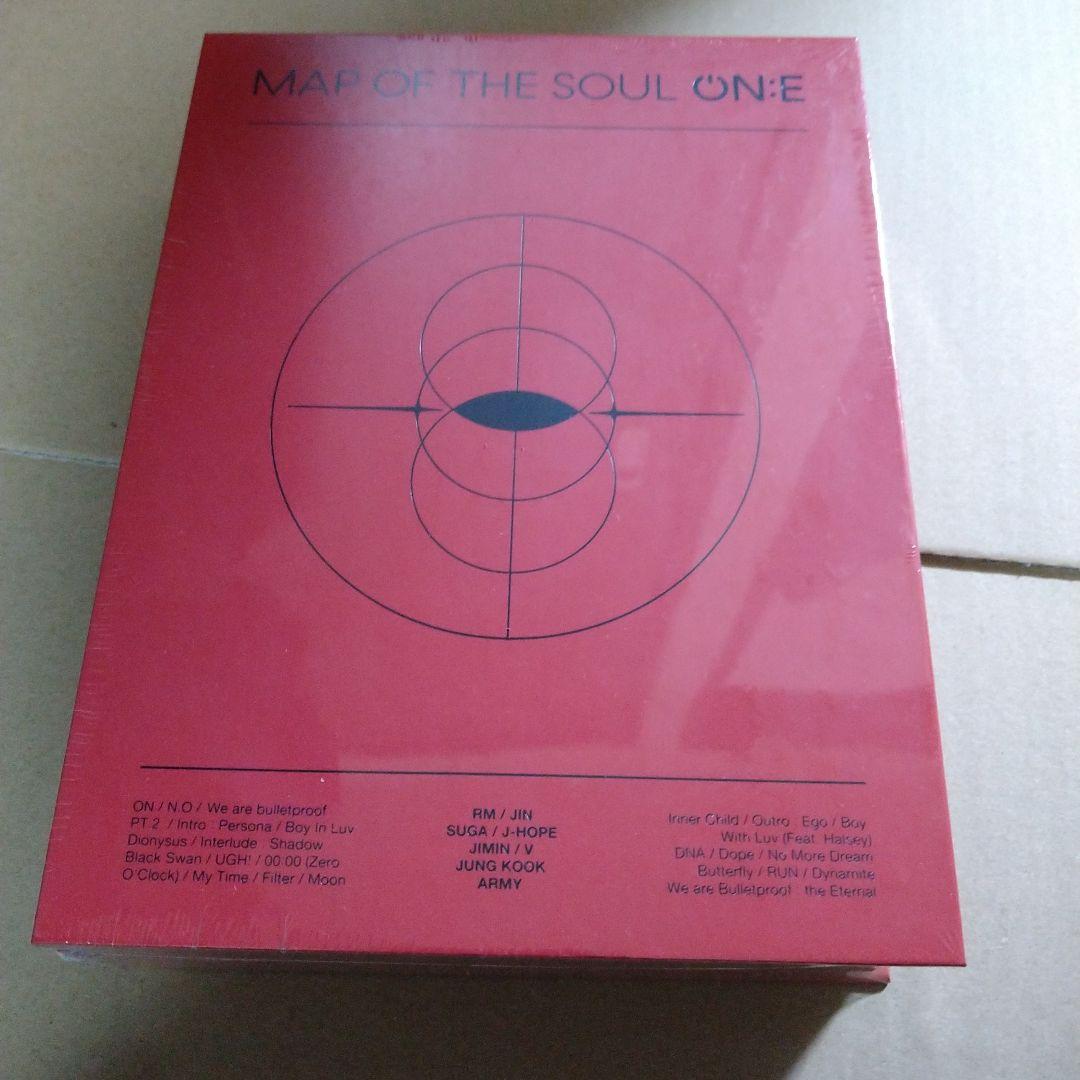 MAP OF THE SOUL ON:E
ON / N.O / We are bulletproof
PT.2 / Intro : Persona / Boy In Luv
Dionysus / Interlude : Shadow
Black Swan / UGH! / 00:00 (Zero
O'Clock) / My Time / Filter / Moon
RM / JIN
SUGA / J-HOPE
JIMIN / V
JUNG KOOK
ARMY
Inner Child / Outro : Ego / Boy
With Luv (Feat. Halsey)
DNA / Dope / No More Dream
Butterfly / RUN / Dynamite
We are Bulletproof : the Eternal